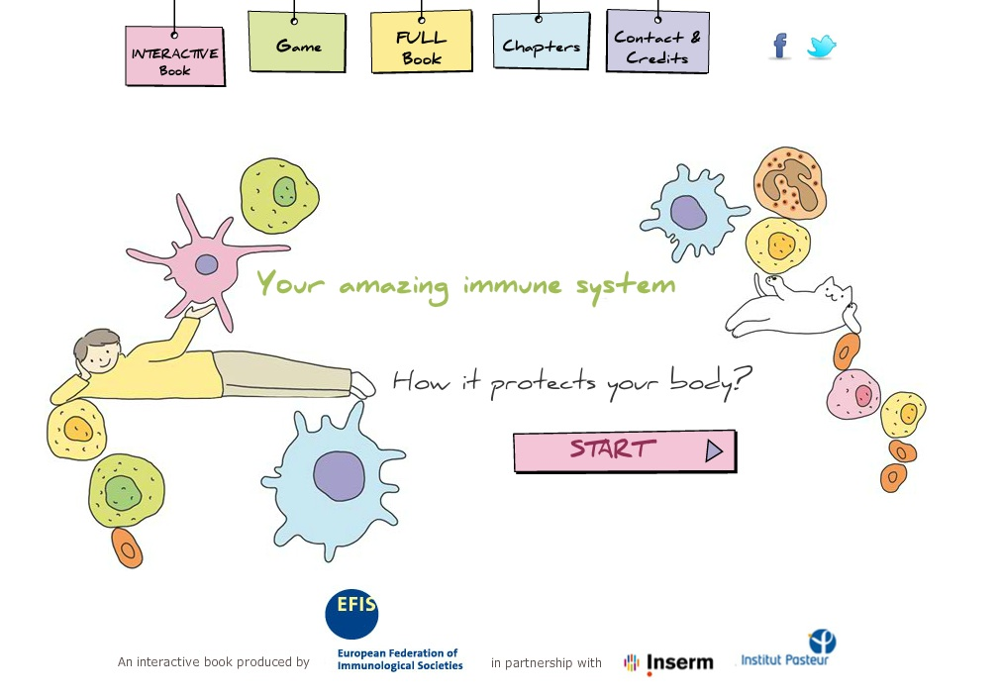 INTERACTIVE
Book
Game
FULL
Book
Chapters
Contact &
Credits
Your amazing immune system
How it protects your body?
START
EFIS
European Federation of
Immunological Societies
An interactive book produced by
in partnership with
Inserm
Institut Pasteur